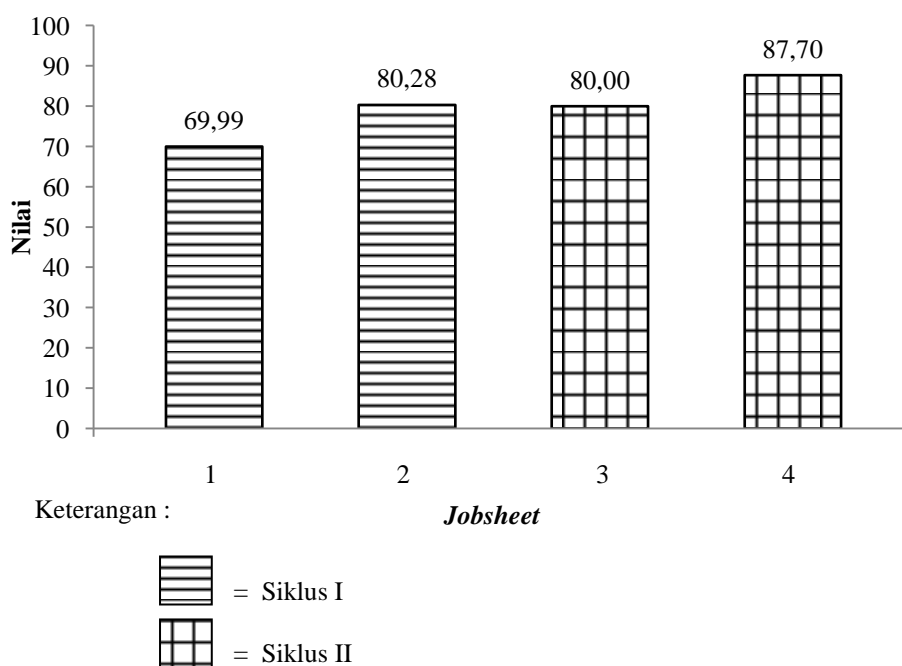 100
90
80
70
60
50
40
30
20
10
0
Nilai
69,99
80,28
80,00
87,70
1 2 3 4
Keterangan :
Jobsheet
= Siklus I
= Siklus II